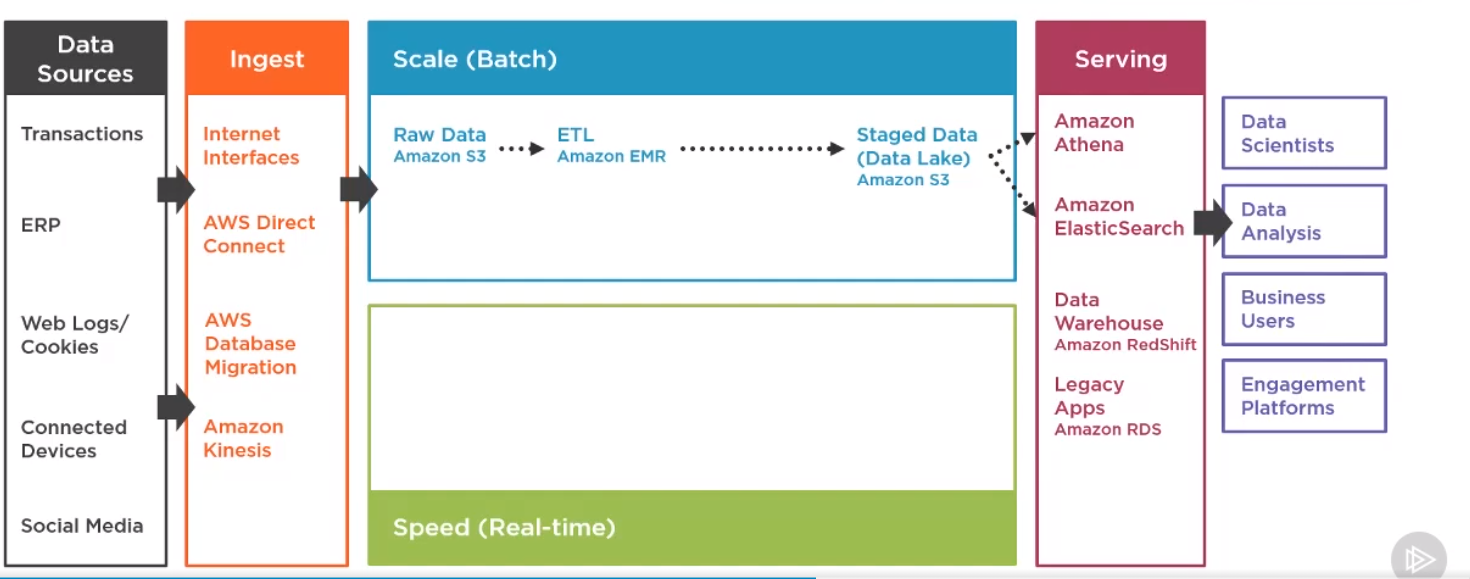 Data
Sources
Transactions
ERP
Web Logs/
Cookies
Connected
Devices
Social Media
Ingest
Internet
Interfaces
AWS Direct
Connect
AWS
Database
Migration
Amazon
Kinesis
Scale (Batch)
Raw Data
Amazon S3
ETL
Amazon EMR
Staged Data
(Data Lake)
Amazon S3
Speed (Real-time)
Serving
Amazon
Athena
Amazon
ElasticSearch
Data
Warehouse
Amazon RedShift
Legacy
Apps
Amazon RDS
Data
Scientists
Data
Analysis
Business
Users
Engagement
Platforms